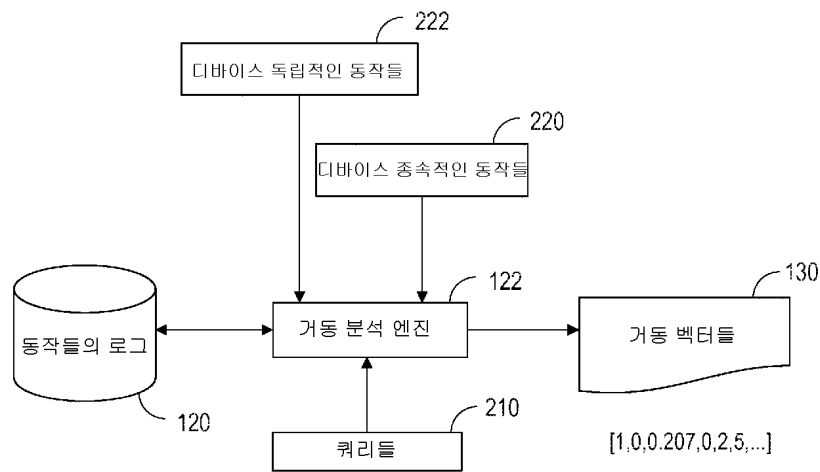 222
디바이스 독립적인 동작들
220
디바이스 종속적인 동작들
122
130
동작들의 로그
거동 분석 엔진
거동 벡터들
120
210
쿼리들
[1,0,0.207,0,2,5,...]